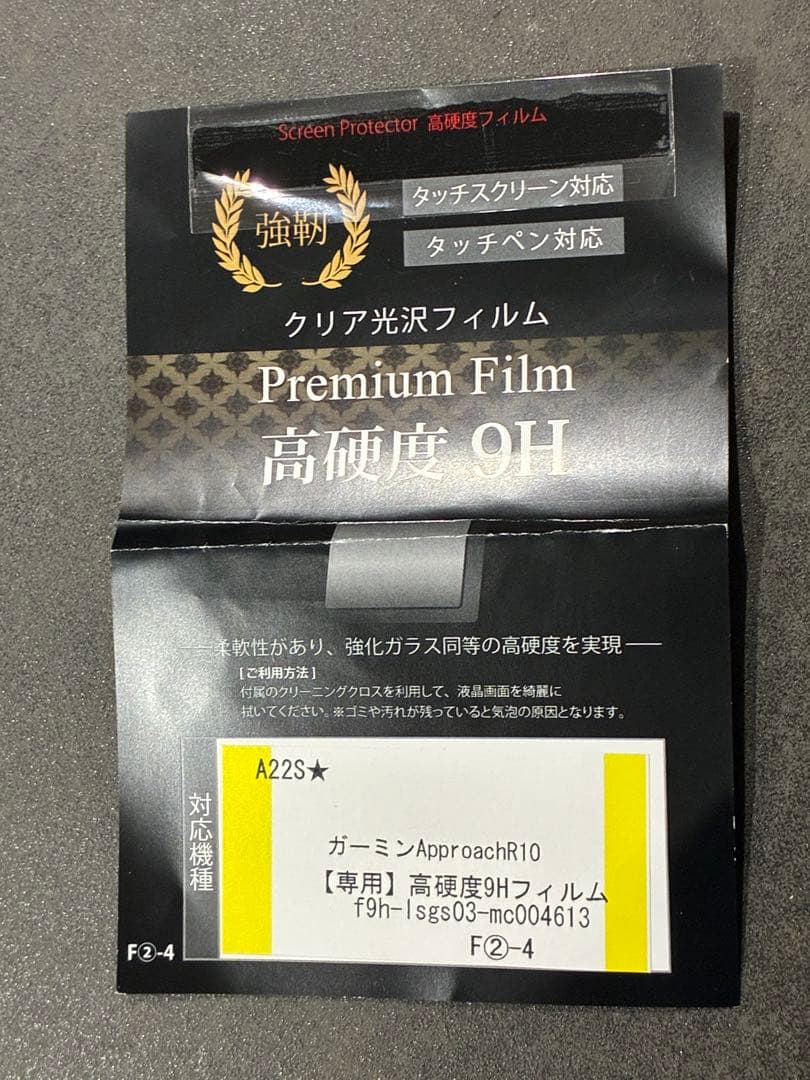 Screen Protector 高硬度フィルム
強靭
タッチスクリーン対応
タッチペン対応
クリア光沢フィルム
Premium Film
高硬度 9H
柔軟性があり、強化ガラス同等の高硬度を実現
[ご利用方法]
付属のクリーニングクロスを利用して、液晶画面を綺麗に
拭いてください。※ゴミや汚れが残っていると気泡の原因となります。
対応機種
A22S★
ガーミンApproachR10
【専用】高硬度9Hフィルム
f9h-lsgs03-mc004613
F②-4
F②-4